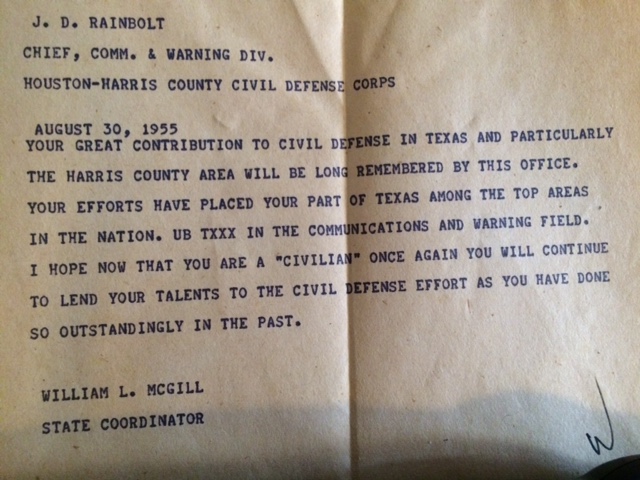 J. D. RAINBOLT
CHIEF, COMM. & WARNING DIV.
HOUSTON-HARRIS COUNTY CIVIL DEFENSE CORPS
AUGUST 30, 1955
YOUR GREAT CONTRIBUTION TO CIVIL DEFENSE IN TEXAS AND PARTICULARLY
THE HARRIS COUNTY AREA WILL BE LONG REMEMBERED BY THIS OFFICE.
YOUR EFFORTS HAVE PLACED YOUR PART OF TEXAS AMONG THE TOP AREAS
IN THE NATION. UB TXXX IN THE COMMUNICATIONS AND WARNING FIELD.
I HOPE NOW THAT YOU ARE A "CIVILIAN" ONCE AGAIN YOU WILL CONTINUE
TO LEND YOUR TALENTS TO THE CIVIL DEFENSE EFFORT AS YOU HAVE DONE
SO OUTSTANDINGLY IN THE PAST.
WILLIAM L. MCGILL
STATE COORDINATOR